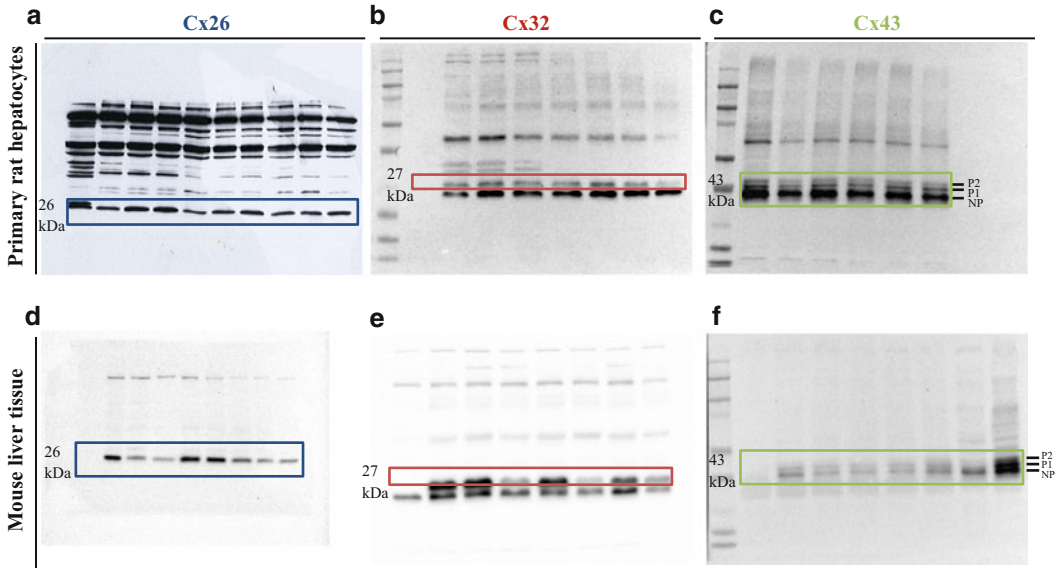 a
Cx26
b
Cx32
c
Cx43
Primary rat hepatocytes
26
kDa
27
kDa
43
kDa
P2
P1
NP
d
e
f
Mouse liver tissue
26
kDa
27
kDa
43
kDa
P2
P1
NP